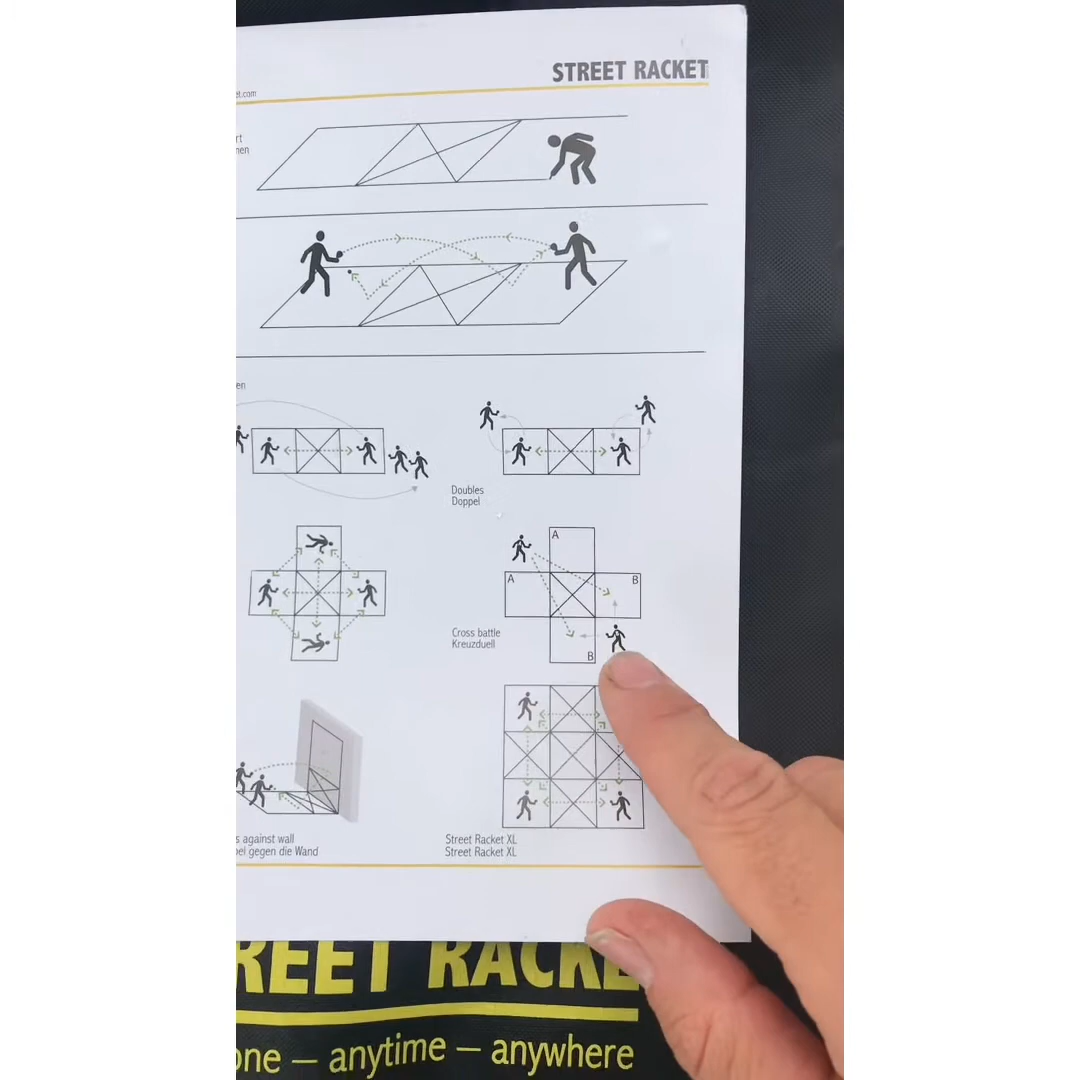 STREET RACKET
et.com
rt
nen
en
Doubles
Doppel
A
A
B
Cross battle
Kreuzduell
B
s against wall
pel gegen die Wand
Street Racket XL
Street Racket XL
REET RACKE
one – anytime – anywhere